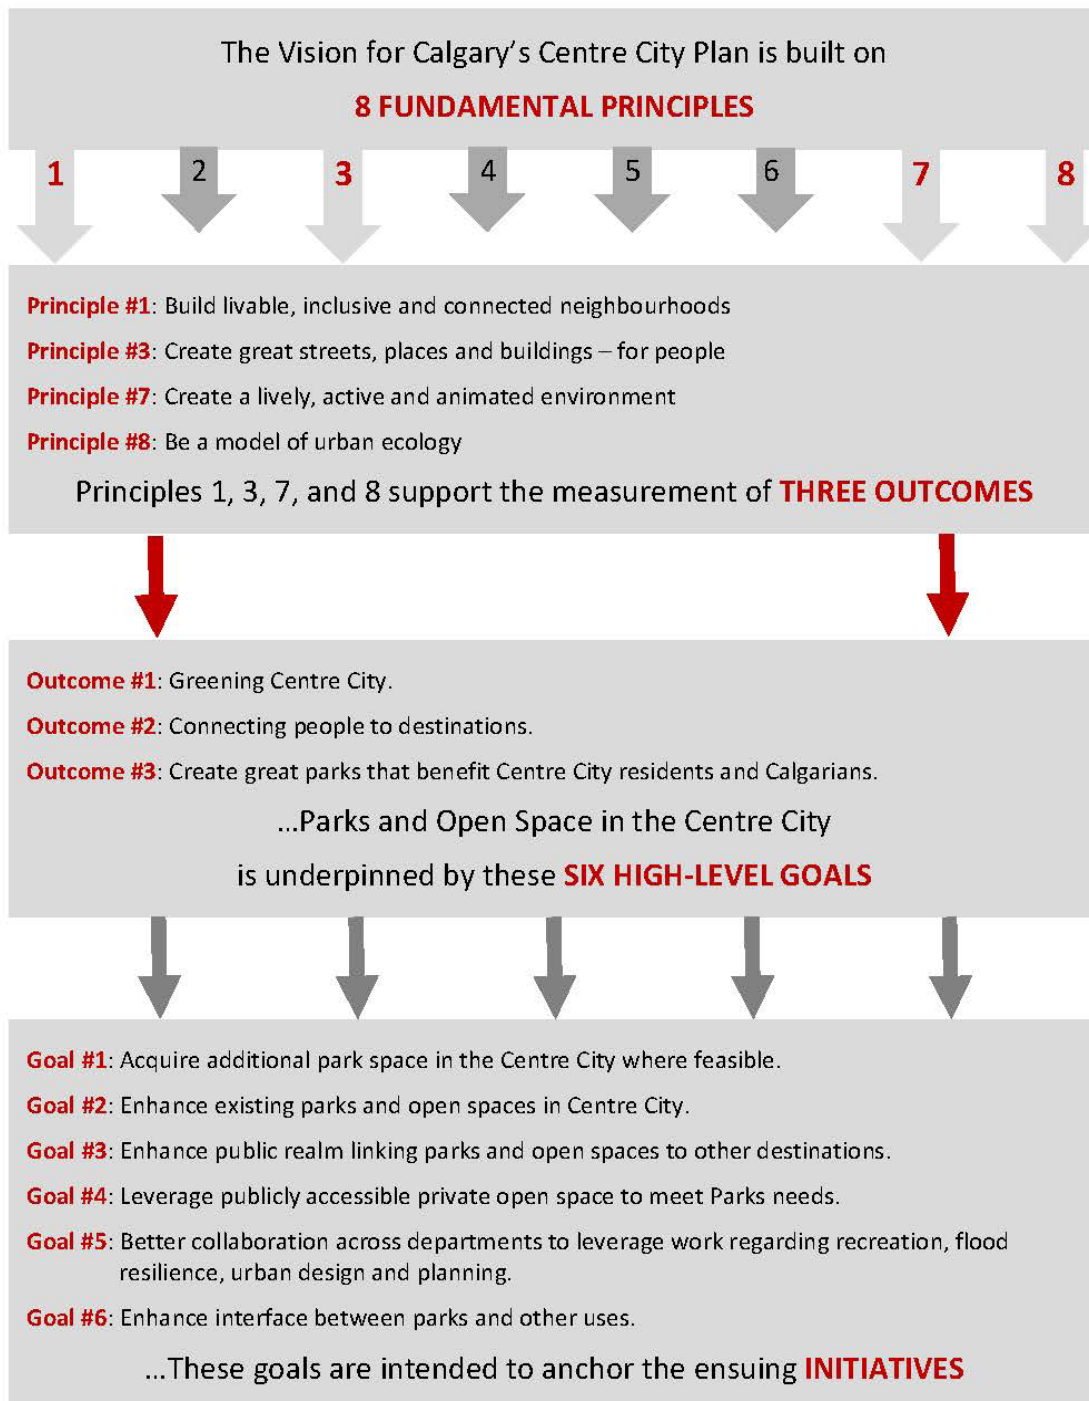 The Vision for Calgary's Centre City Plan is built on
8 FUNDAMENTAL PRINCIPLES
1 2 3 4 5 6 7 8
Principle #1: Build livable, inclusive and connected neighbourhoods
Principle #3: Create great streets, places and buildings – for people
Principle #7: Create a lively, active and animated environment
Principle #8: Be a model of urban ecology
Principles 1, 3, 7, and 8 support the measurement of THREE OUTCOMES
Outcome #1: Greening Centre City.
Outcome #2: Connecting people to destinations.
Outcome #3: Create great parks that benefit Centre City residents and Calgarians.
...Parks and Open Space in the Centre City
is underpinned by these SIX HIGH-LEVEL GOALS
Goal #1: Acquire additional park space in the Centre City where feasible.
Goal #2: Enhance existing parks and open spaces in Centre City.
Goal #3: Enhance public realm linking parks and open spaces to other destinations.
Goal #4: Leverage publicly accessible private open space to meet Parks needs.
Goal #5: Better collaboration across departments to leverage work regarding recreation, flood
resilience, urban design and planning.
Goal #6: Enhance interface between parks and other uses.
...These goals are intended to anchor the ensuing INITIATIVES